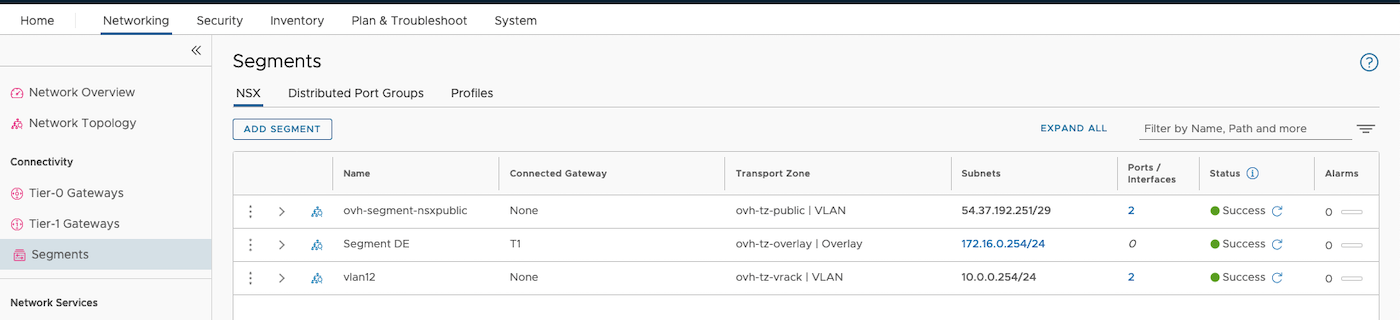 Home Networking Security Inventory Plan & Troubleshoot System
Segments
Network Overview
NSX Distributed Port Groups Profiles
Network Topology
ADD SEGMENT EXPAND ALL Filter by Name, Path and more
Connectivity
Tier-0 Gateways
Tier-1 Gateways
Segments
Network Services
Name Connected Gateway Transport Zone Subnets Ports / Interfaces Status Alarms
ovh-segment-nsxpublic None ovh-tz-public | VLAN 54.37.192.251/29 2 Success 0
Segment DE T1 ovh-tz-overlay | Overlay 172.16.0.254/24 0 Success 0
vlan12 None ovh-tz-vrack | VLAN 10.0.0.254/24 2 Success 0